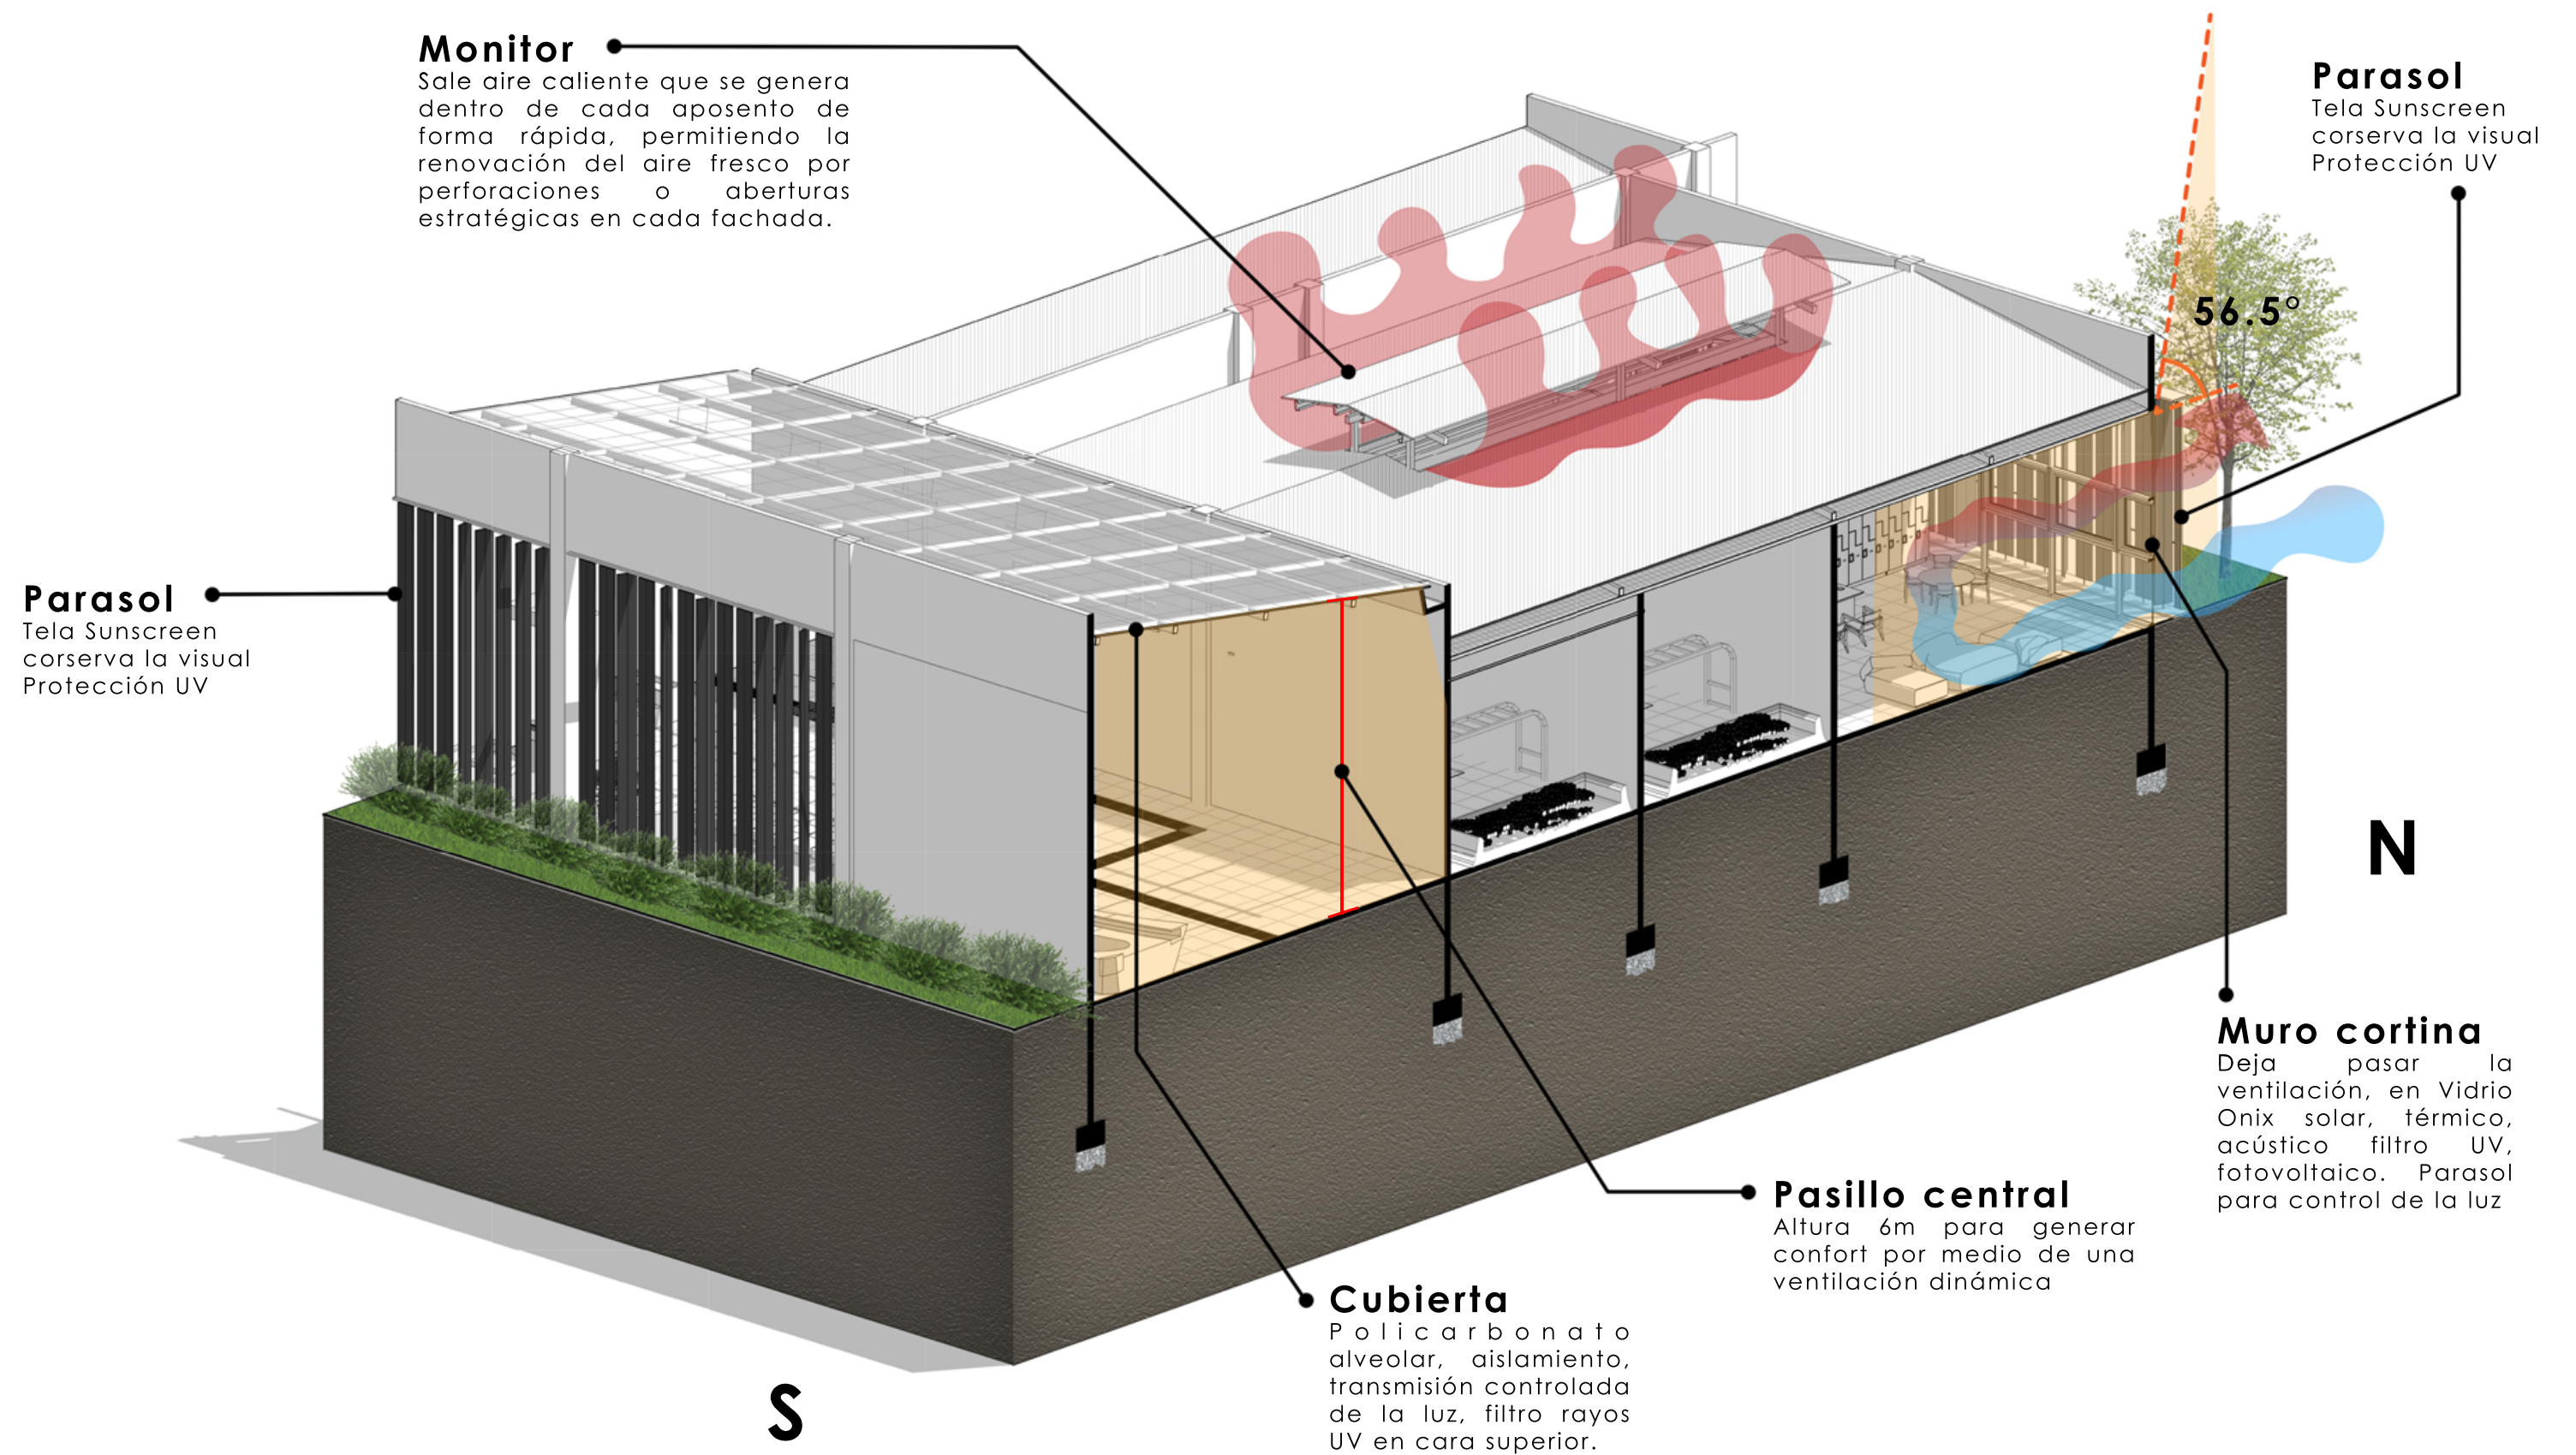 Monitor
Sale aire caliente que se genera
dentro de cada aposento de
forma rápida, permitiendo la
renovación del aire fresco por
perforaciones o aberturas
estratégicas en cada fachada.
Parasol
Tela Sunscreen
corserva la visual
Protección UV
56.5°
Parasol
Tela Sunscreen
corserva la visual
Protección UV
N
Muro cortina
Deja pasar la
ventilación, en Vidrio
Onix solar, térmico,
acústico filtro UV,
fotovoltaico. Parasol
para control de la luz
Pasillo central
Altura 6m para generar
confort por medio de una
ventilación dinámica
Cubierta
Policarbonato
alveolar, aislamiento,
transmisión controlada
de la luz, filtro rayos
UV en cara superior.
S